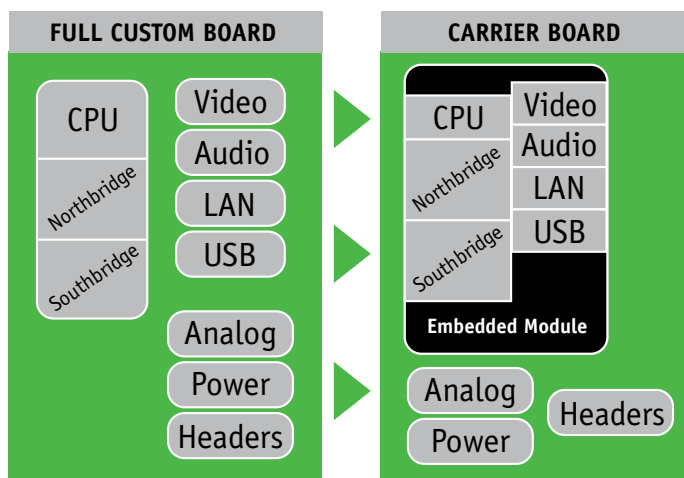 FULL CUSTOM BOARD
CPU
Northbridge
Southbridge
Video
Audio
LAN
USB
Analog
Power
Headers
CARRIER BOARD
CPU
Northbridge
Southbridge
Video
Audio
LAN
USB
Embedded Module
Analog
Power
Headers